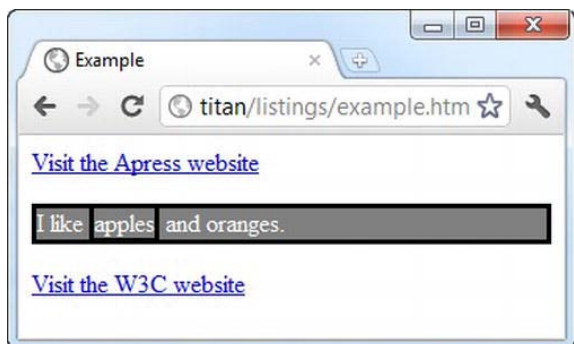 Example
titan/listings/example.htm
Visit the Apress website
I like apples and oranges.
Visit the W3C website